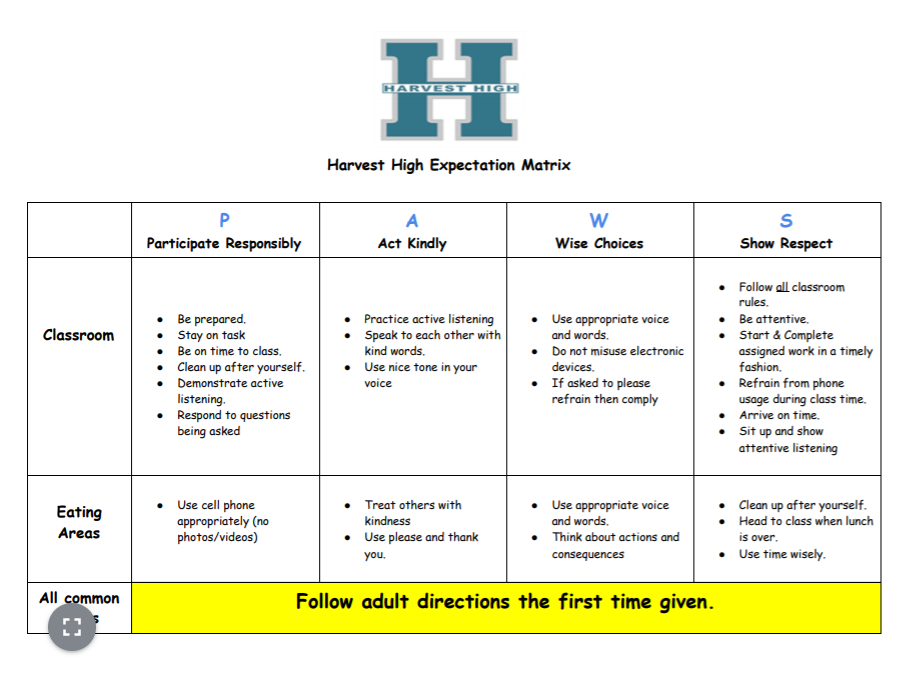 HARVEST HIGH
Harvest High Expectation Matrix
P
Participate Responsibly
A
Act Kindly
W
Wise Choices
S
Show Respect
Classroom
● Be prepared.
● Stay on task
● Be on time to class.
● Clean up after yourself.
● Demonstrate active
listening.
● Respond to questions
being asked
● Practice active listening
● Speak to each other with
kind words.
● Use nice tone in your
voice
● Use appropriate voice
and words.
● Do not misuse electronic
devices.
● If asked to please
refrain then comply
● Follow all classroom
rules.
● Be attentive.
● Start & Complete
assigned work in a timely
fashion.
● Refrain from phone
usage during class time.
● Arrive on time.
● Sit up and show
attentive listening
Eating
Areas
● Use cell phone
appropriately (no
photos/videos)
● Treat others with
kindness
● Use please and thank
you.
● Use appropriate voice
and words.
● Think about actions and
consequences
● Clean up after yourself.
● Head to class when lunch
is over.
● Use time wisely.
All common
Follow adult directions the first time given.